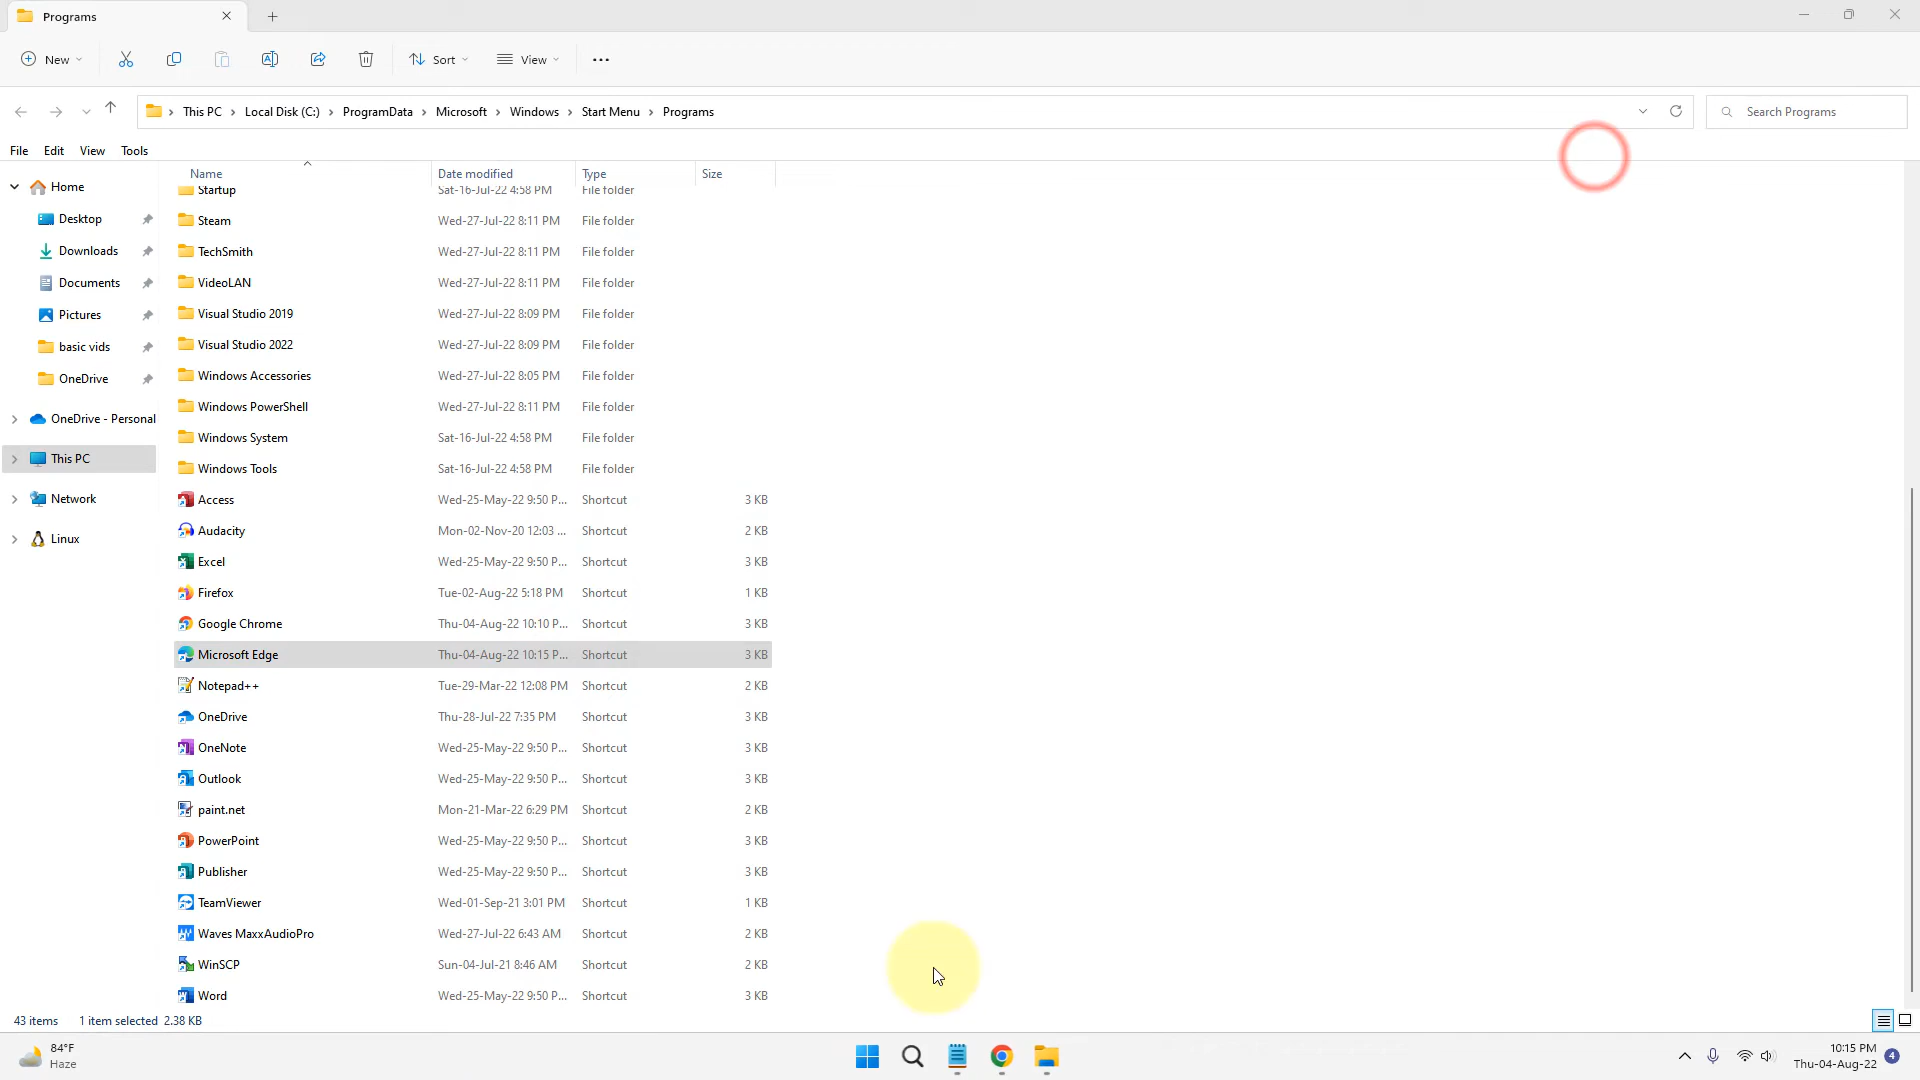 Programs
New Sort View
This PC Local Disk (C:) ProgramData Microsoft Windows Start Menu Programs Search Programs
File Edit View Tools
Name Date modified Type Size
Home
Desktop
Downloads
Documents
Pictures
basic vids
OneDrive
OneDrive - Personal
This PC
Network
Linux
Startup Sat-16-Jul-22 4:58 PM File folder
Steam Wed-27-Jul-22 8:11 PM File folder
TechSmith Wed-27-Jul-22 8:11 PM File folder
VideoLAN Wed-27-Jul-22 8:11 PM File folder
Visual Studio 2019 Wed-27-Jul-22 8:09 PM File folder
Visual Studio 2022 Wed-27-Jul-22 8:09 PM File folder
Windows Accessories Wed-27-Jul-22 8:05 PM File folder
Windows PowerShell Wed-27-Jul-22 8:11 PM File folder
Windows System Sat-16-Jul-22 4:58 PM File folder
Windows Tools Sat-16-Jul-22 4:58 PM File folder
Access Wed-25-May-22 9:50 P... Shortcut 3 KB
Audacity Mon-02-Nov-20 12:03 ... Shortcut 2 KB
Excel Wed-25-May-22 9:50 P... Shortcut 3 KB
Firefox Tue-02-Aug-22 5:18 PM Shortcut 1 KB
Google Chrome Thu-04-Aug-22 10:10 P... Shortcut 3 KB
Microsoft Edge Thu-04-Aug-22 10:15 P... Shortcut 3 KB
Notepad++ Tue-29-Mar-22 12:08 PM Shortcut 2 KB
OneDrive Thu-28-Jul-22 7:35 PM Shortcut 3 KB
OneNote Wed-25-May-22 9:50 P... Shortcut 3 KB
Outlook Wed-25-May-22 9:50 P... Shortcut 3 KB
paint.net Mon-21-Mar-22 6:29 PM Shortcut 2 KB
PowerPoint Wed-25-May-22 9:50 P... Shortcut 3 KB
Publisher Wed-25-May-22 9:50 P... Shortcut 3 KB
TeamViewer Wed-01-Sep-21 3:01 PM Shortcut 1 KB
Waves MaxxAudioPro Wed-27-Jul-22 6:43 AM Shortcut 2 KB
WinSCP Sun-04-Jul-21 8:46 AM Shortcut 2 KB
Word Wed-25-May-22 9:50 P... Shortcut 3 KB
43 items 1 item selected 2.38 KB
84°F
Haze
10:15 PM
Thu-04-Aug-22 4